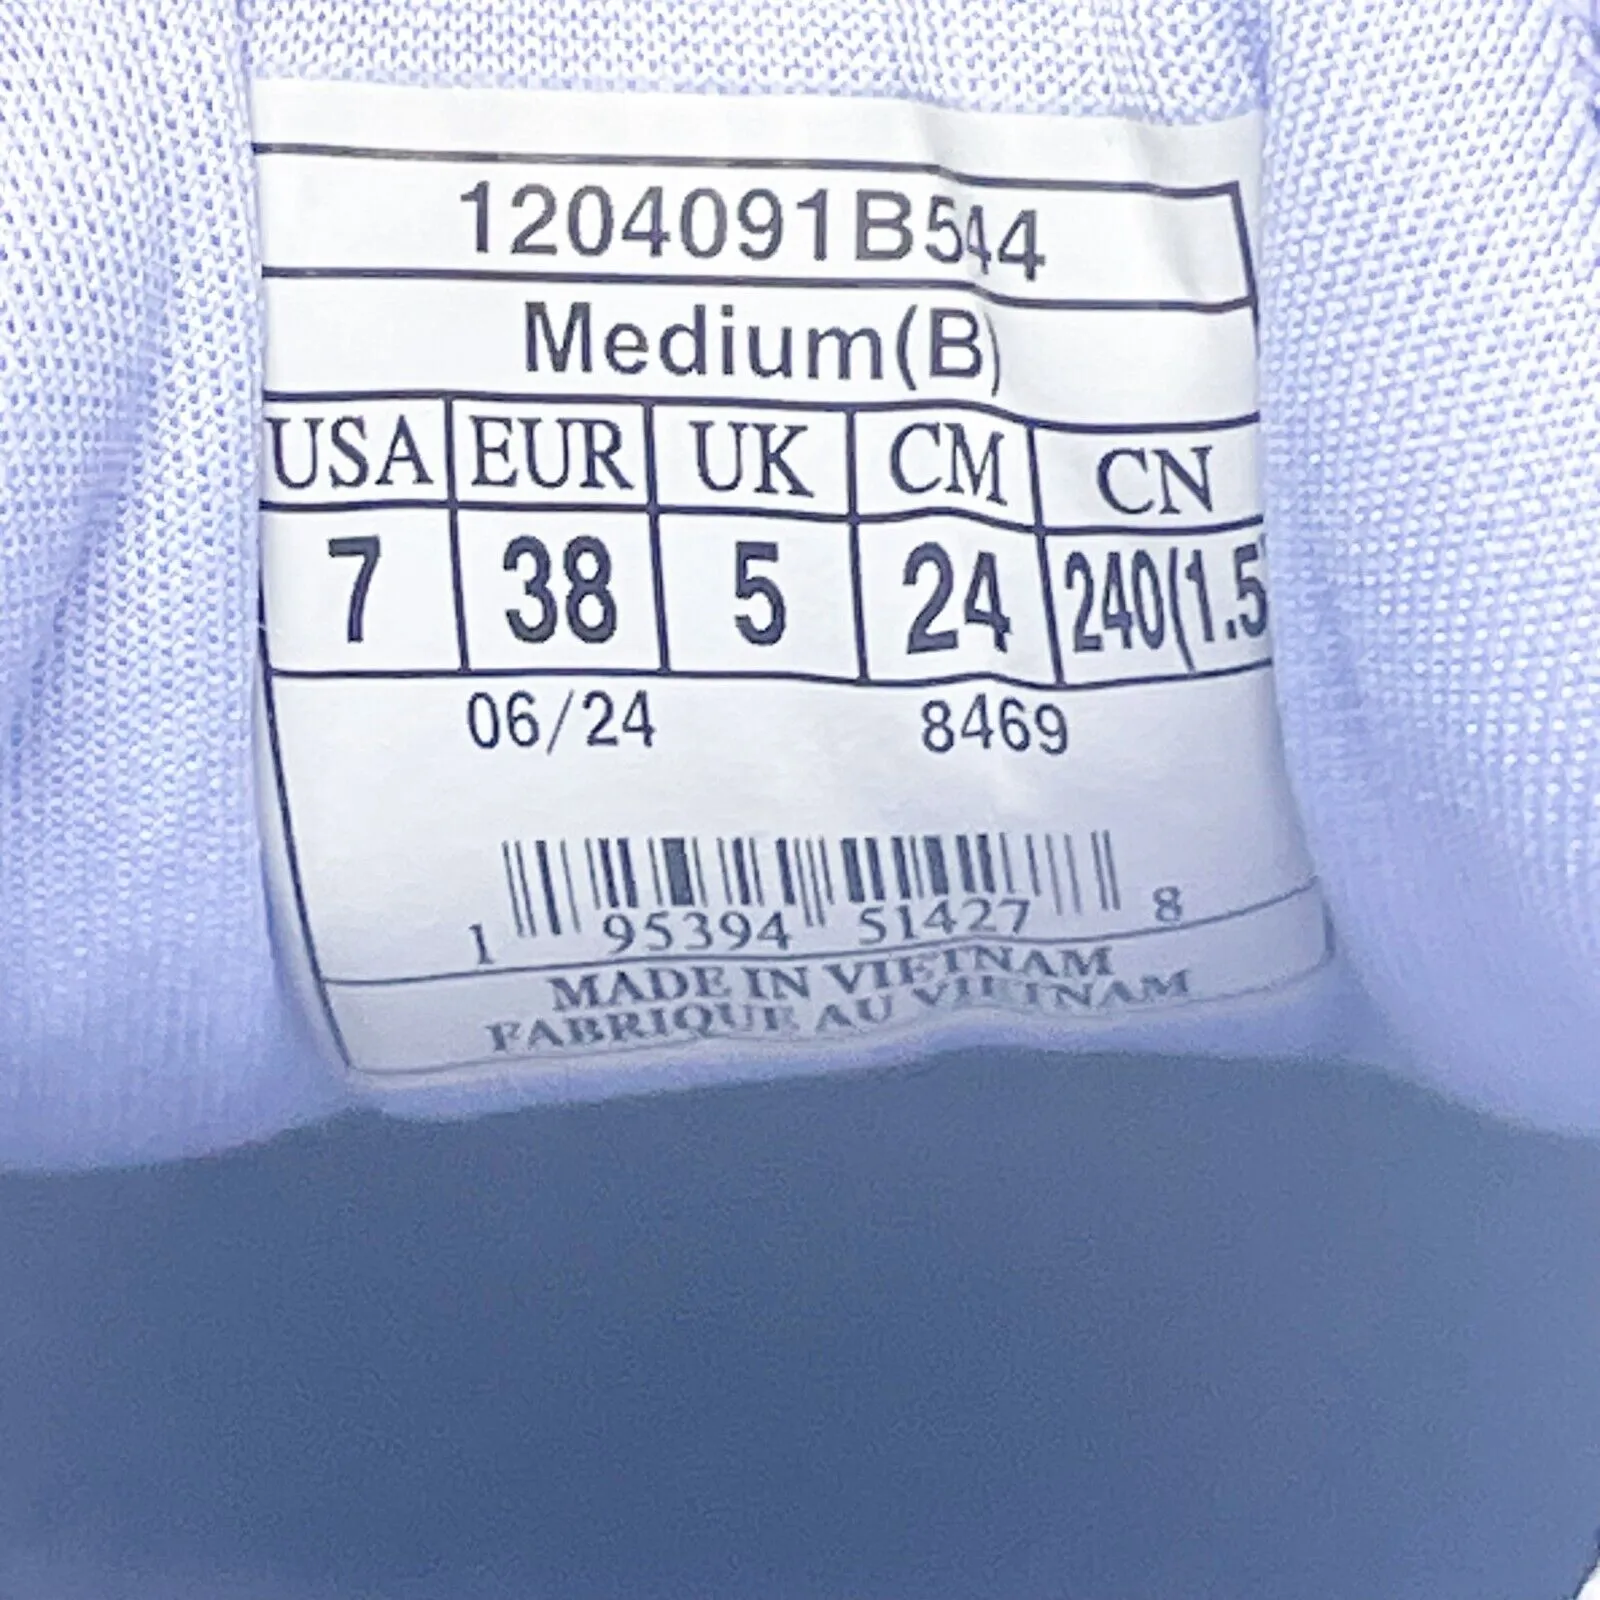 1204091B544
Medium(B)
USA EUR UK CM CN
7 38 5 24 240(1.5)
06/24 8469
1 95394 51427 8
MADE IN VIETNAM
FABRIQUE AU VIETNAM